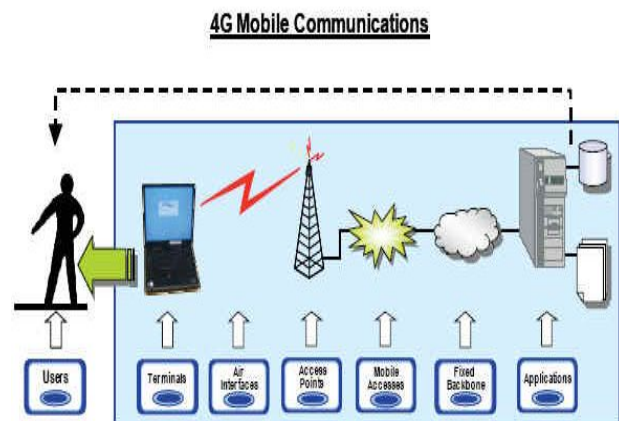 4G Mobile Communications
Users
Terminals
Air
Interfaces
Access
Points
Mobile
Accesses
Fixed
Backbone
Applications